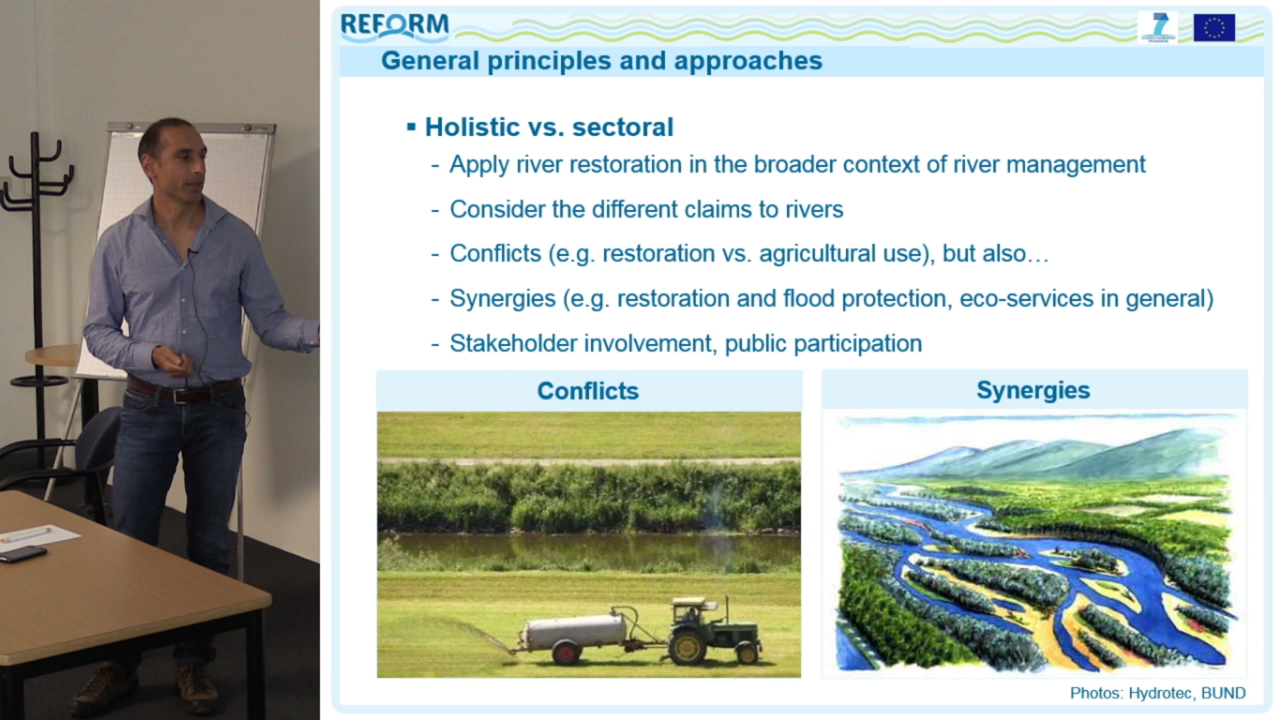 REFORM
General principles and approaches
▪ Holistic vs. sectoral
- Apply river restoration in the broader context of river management
- Consider the different claims to rivers
- Conflicts (e.g. restoration vs. agricultural use), but also…
- Synergies (e.g. restoration and flood protection, eco-services in general)
- Stakeholder involvement, public participation
Conflicts
Synergies
Photos: Hydrotec, BUND